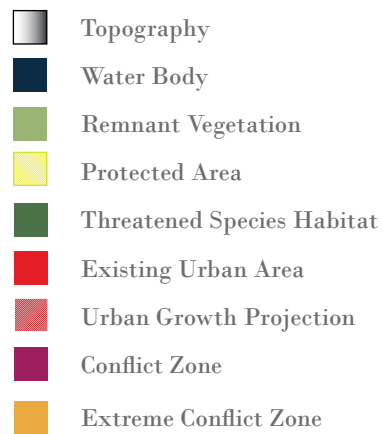 Topography
Water Body
Remnant Vegetation
Protected Area
Threatened Species Habitat
Existing Urban Area
Urban Growth Projection
Conflict Zone
Extreme Conflict Zone